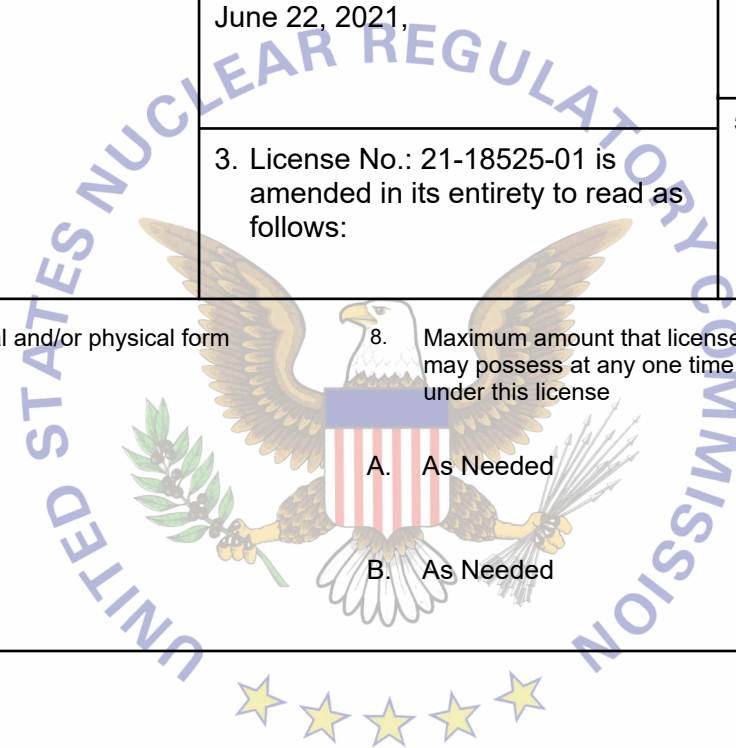 June 22, 2021,
3. License No.: 21-18525-01 is
amended in its entirety to read as
follows:
and/or physical form
8. Maximum amount that license
may possess at any one time
under this license
A. As Needed
B. As Needed
UNITED STATES NUCLEAR REGULATORY COMMISSION